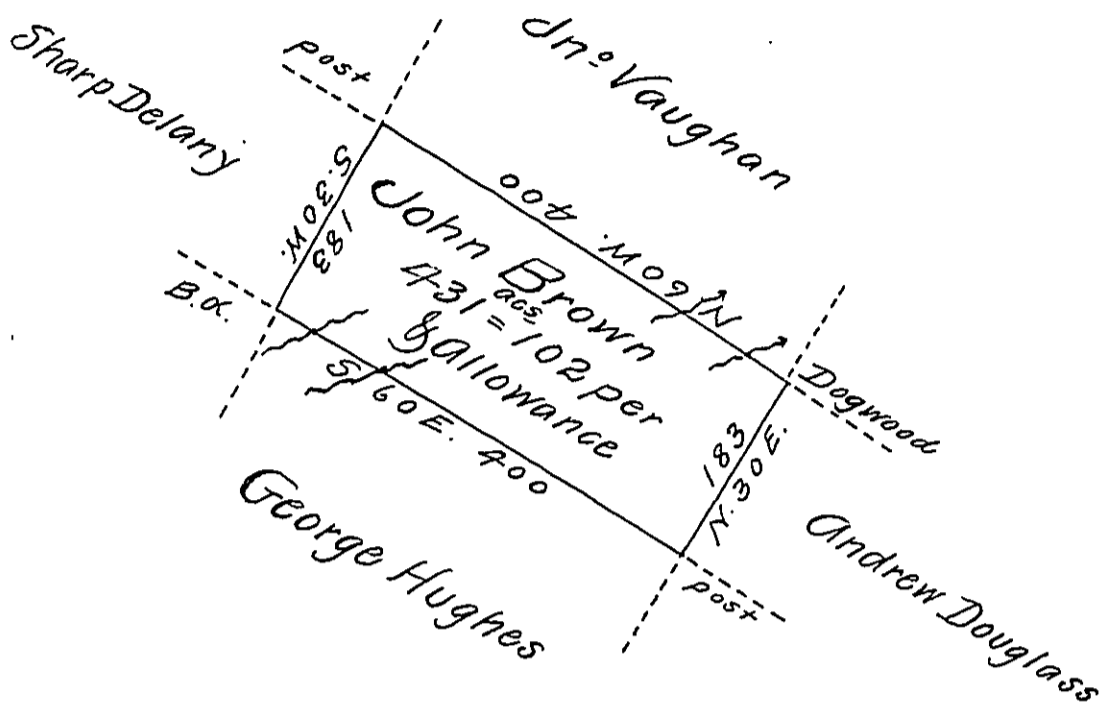 Sharp Delany
Jnº Vaughan
post
S. 30 W.
183
N 60 W. 400
John Brown
431 acs = 102 per
& allowance
B.O.
S 60 E. 400
183
N. 30 E.
Dogwood
post
George Hughes
Andrew Douglass